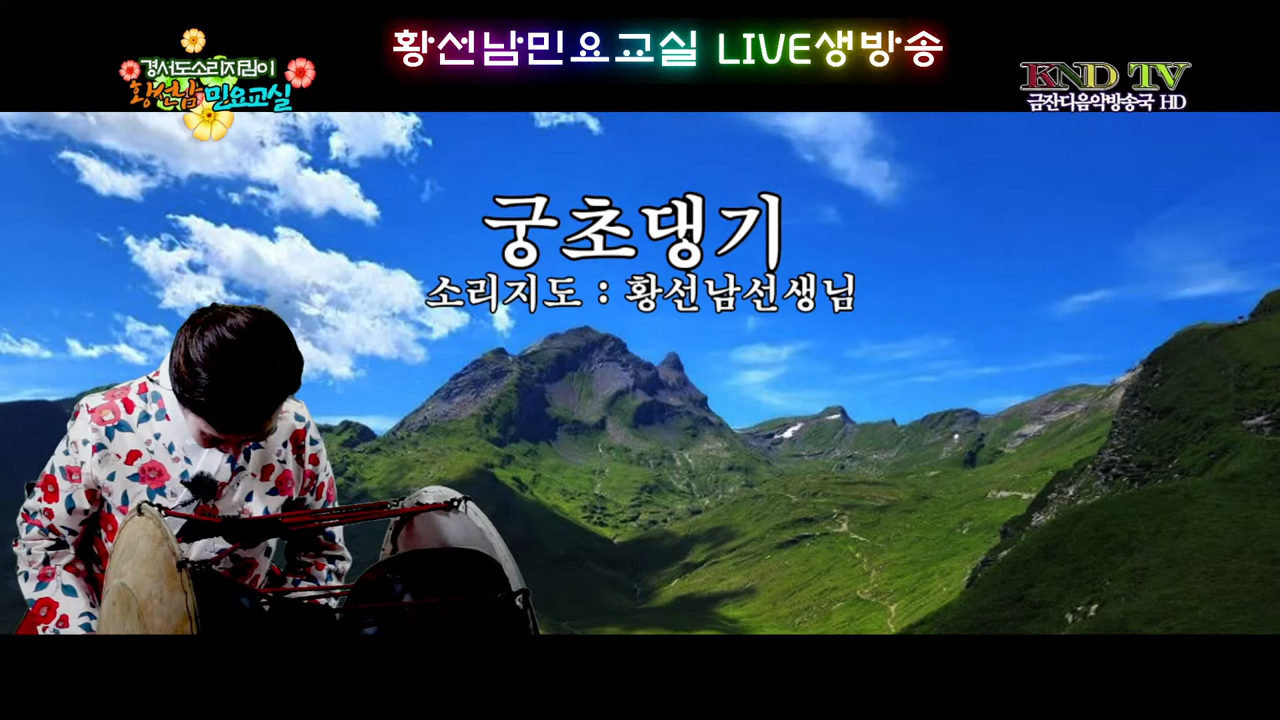 황선남민요교실 LIVE생방송
경서도소리지킴이
황선남 민요교실
KND TV
금잔디음악방송국 HD
궁초댕기
소리지도 : 황선남선생님